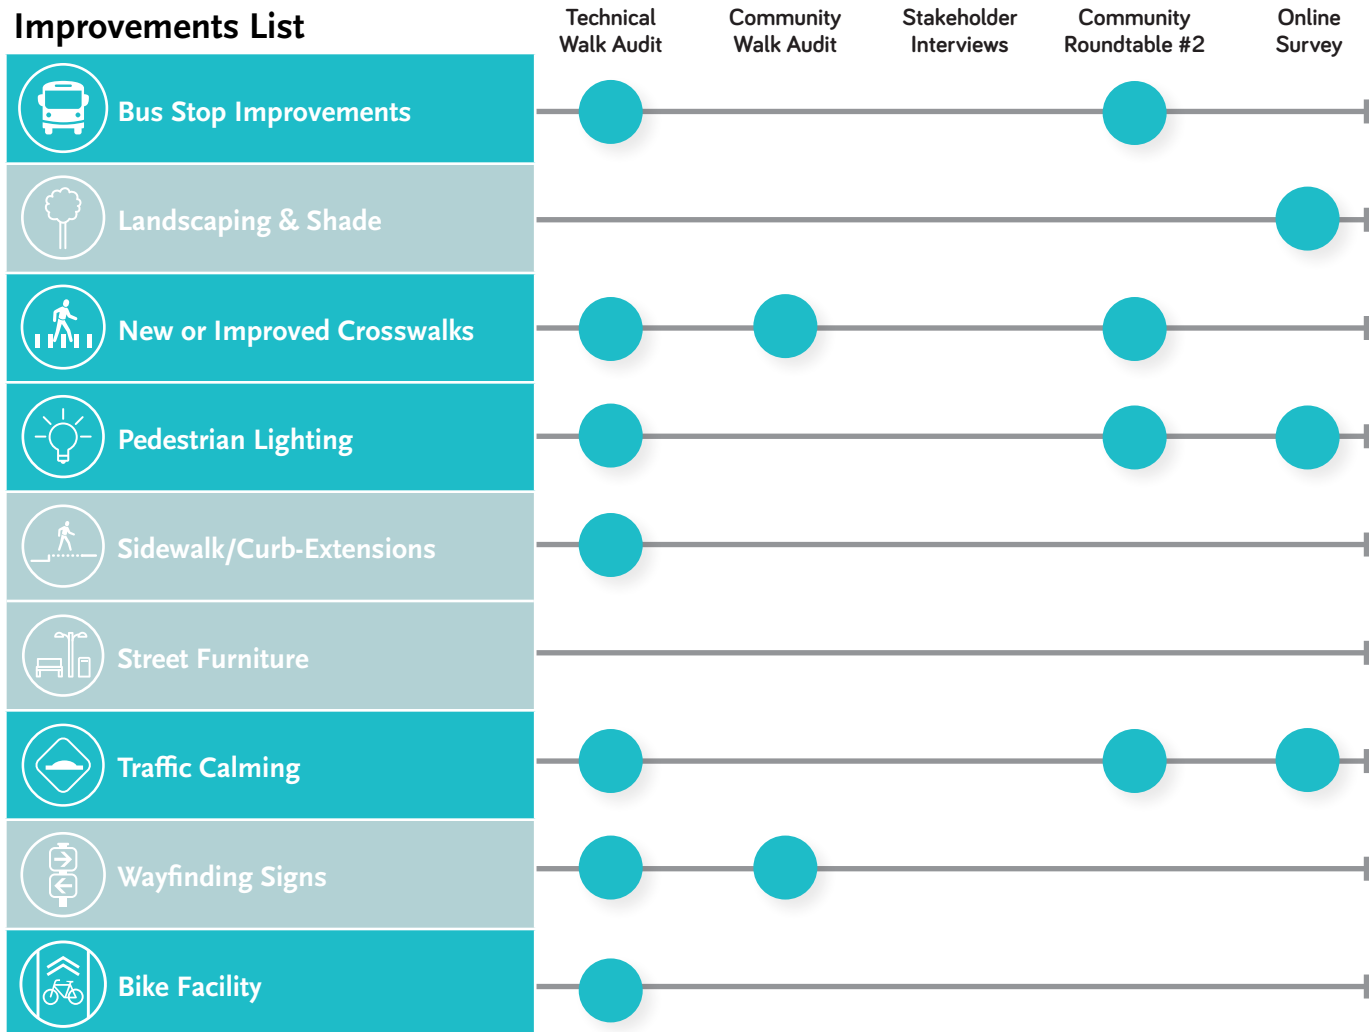 Improvements List
Technical
Walk Audit
Community
Walk Audit
Stakeholder
Interviews
Community
Roundtable #2
Online
Survey
Bus Stop Improvements
Landscaping & Shade
New or Improved Crosswalks
Pedestrian Lighting
Sidewalk/Curb-Extensions
Street Furniture
Traffic Calming
Wayfinding Signs
Bike Facility